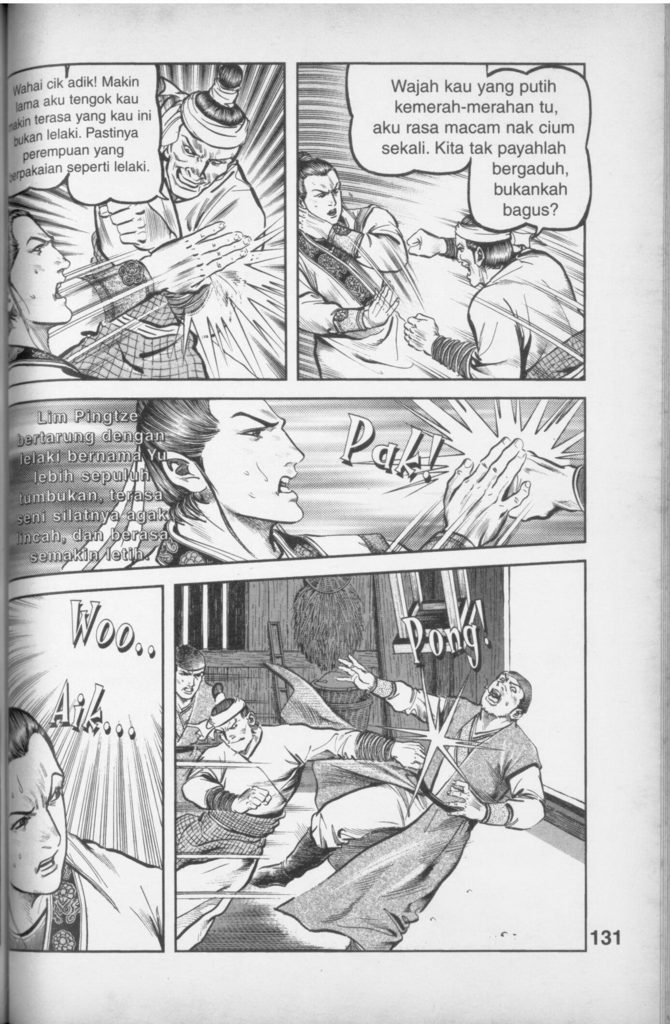 Wahai cik adik! Makin
lama aku tengok kau
makin terasa yang kau ini
bukan lelaki. Pastinya
perempuan yang
berpakaian seperti lelaki.
Wajah kau yang putih
kemerah-merahan tu,
aku rasa macam nak cium
sekali. Kita tak payahlah
bergaduh,
bukankah
bagus?
Lim Pingtze
bertarung dengan
lelaki bernama Yu
lebih sepuluh
tumbukan, terasa
seni silatnya agak
lincah, dan berasa
semakin letih.
Pak!
Woo..
Aik...
Pong!
131